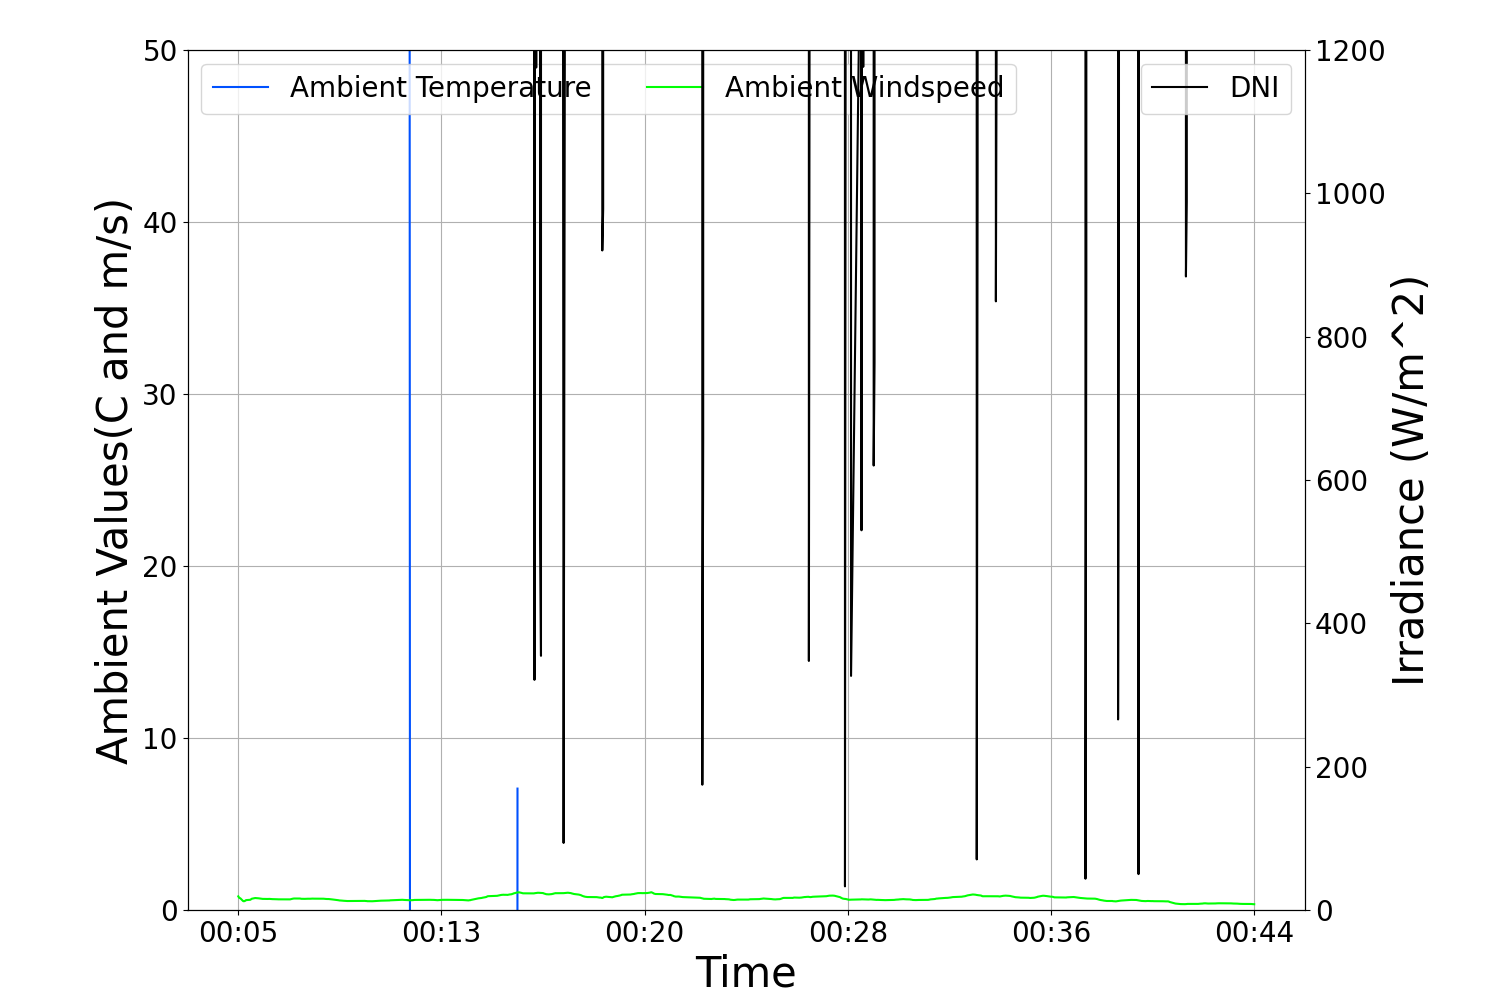 Ambient Temperature
Ambient Windspeed
DNI
Ambient Values(C and m/s)
50
40
30
20
10
0
1200
1000
800
600
400
200
0
Irradiance (W/m^2)
00:05 00:13 00:20 00:28 00:36 00:44
Time